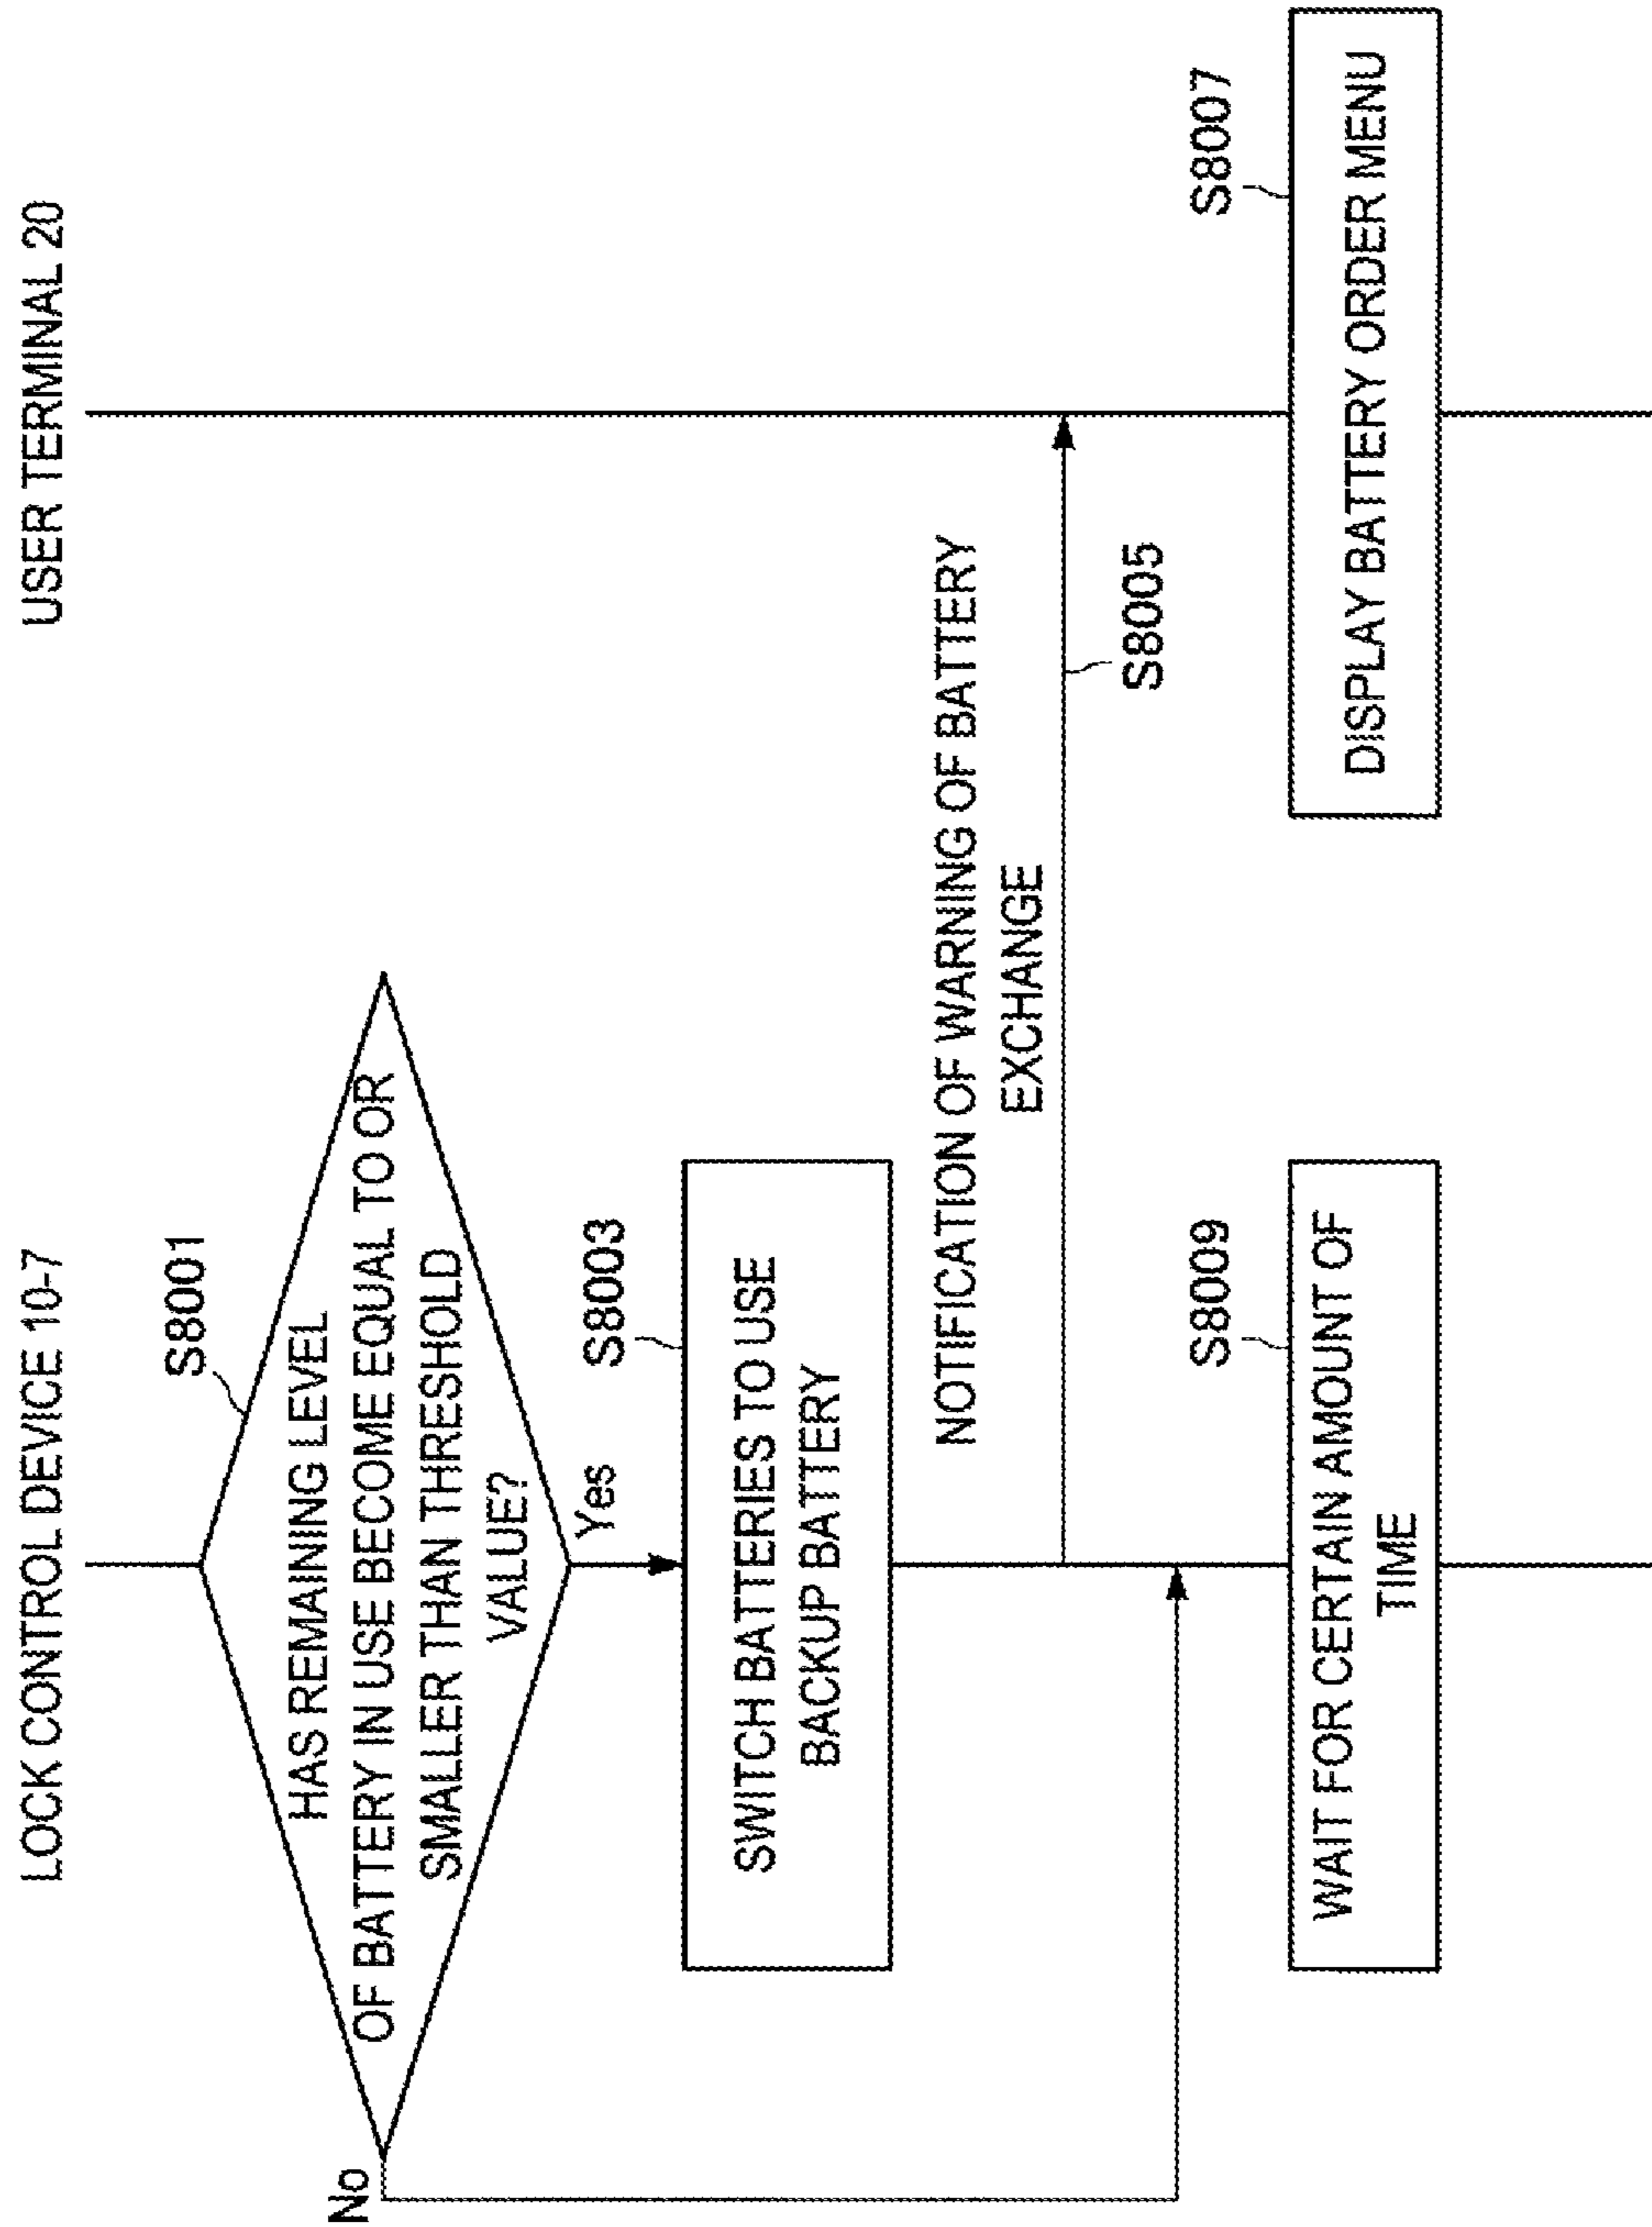 LOCK CONTROL DEVICE 10-7
USER TERMINAL 20
S8001
HAS REMAINING LEVEL
OF BATTERY IN USE BECOME EQUAL TO OR
SMALLER THAN THRESHOLD
VALUE?
No
Yes
S8003
SWITCH BATTERIES TO USE
BACKUP BATTERY
NOTIFICATION OF WARNING OF BATTERY
EXCHANGE
S8005
S8009
WAIT FOR CERTAIN AMOUNT OF
TIME
S8007
DISPLAY BATTERY ORDER MENU